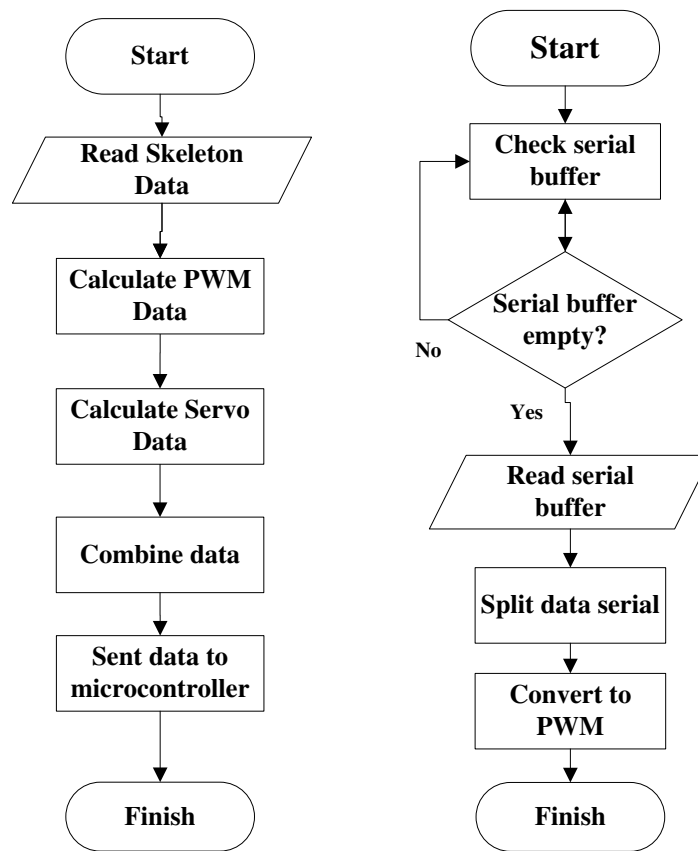 Start
Read Skeleton
Data
Calculate PWM
Data
Calculate Servo
Data
Combine data
Sent data to
microcontroller
Finish
Start
Check serial
buffer
Serial buffer
empty?
No
Yes
Read serial
buffer
Split data serial
Convert to
PWM
Finish